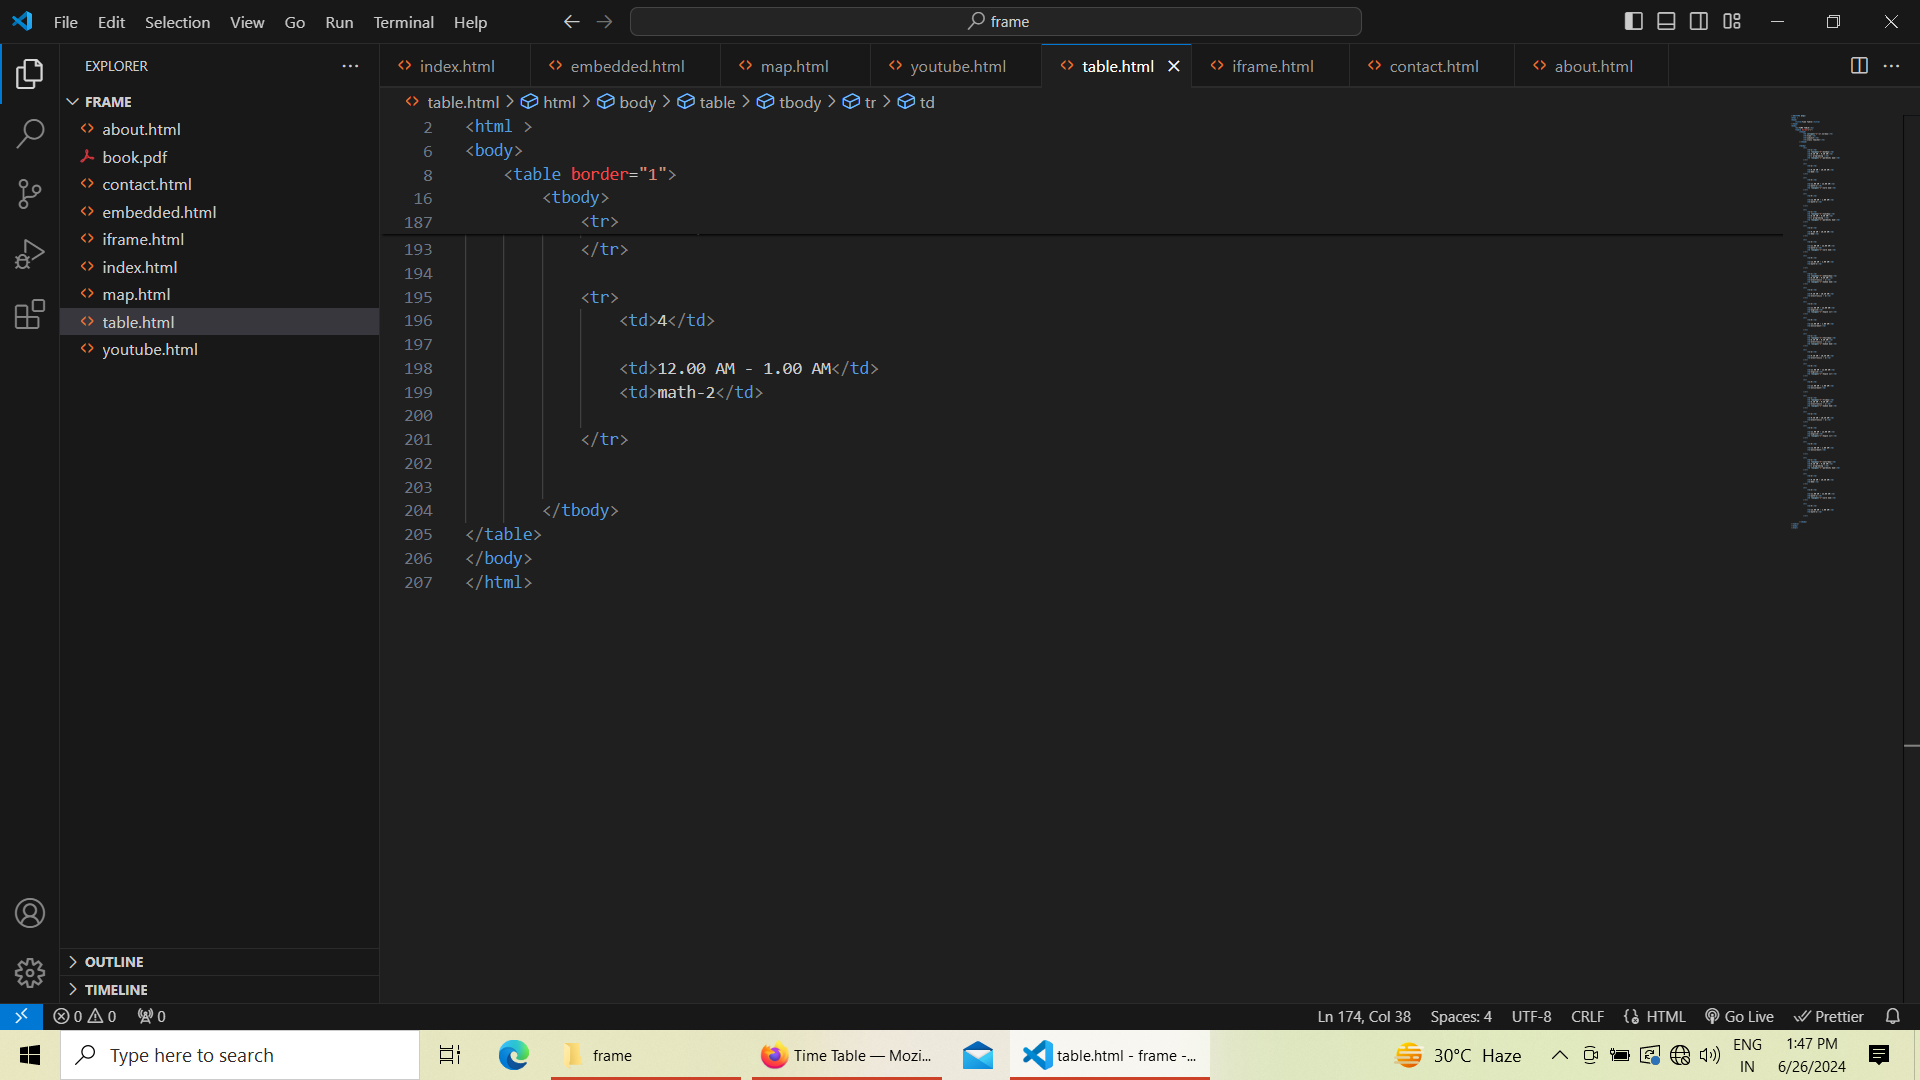 File Edit Selection View Go Run Terminal Help
frame
EXPLORER
FRAME
about.html
book.pdf
contact.html
embedded.html
iframe.html
index.html
map.html
table.html
youtube.html
OUTLINE
TIMELINE
index.html embedded.html map.html youtube.html table.html iframe.html contact.html about.html
table.html html body table tbody tr td
2 <html >
6 <body>
8 <table border="1">
16 <tbody>
187 <tr>
193 </tr>
194
195 <tr>
196 <td>4</td>
197
198 <td>12.00 AM - 1.00 AM</td>
199 <td>math-2</td>
200
201 </tr>
202
203
204 </tbody>
205 </table>
206 </body>
207 </html>
0 0 0 Ln 174, Col 38 Spaces: 4 UTF-8 CRLF HTML Go Live Prettier
Type here to search frame Time Table — Mozi... table.html - frame -... 30°C Haze ENG IN 1:47 PM 6/26/2024